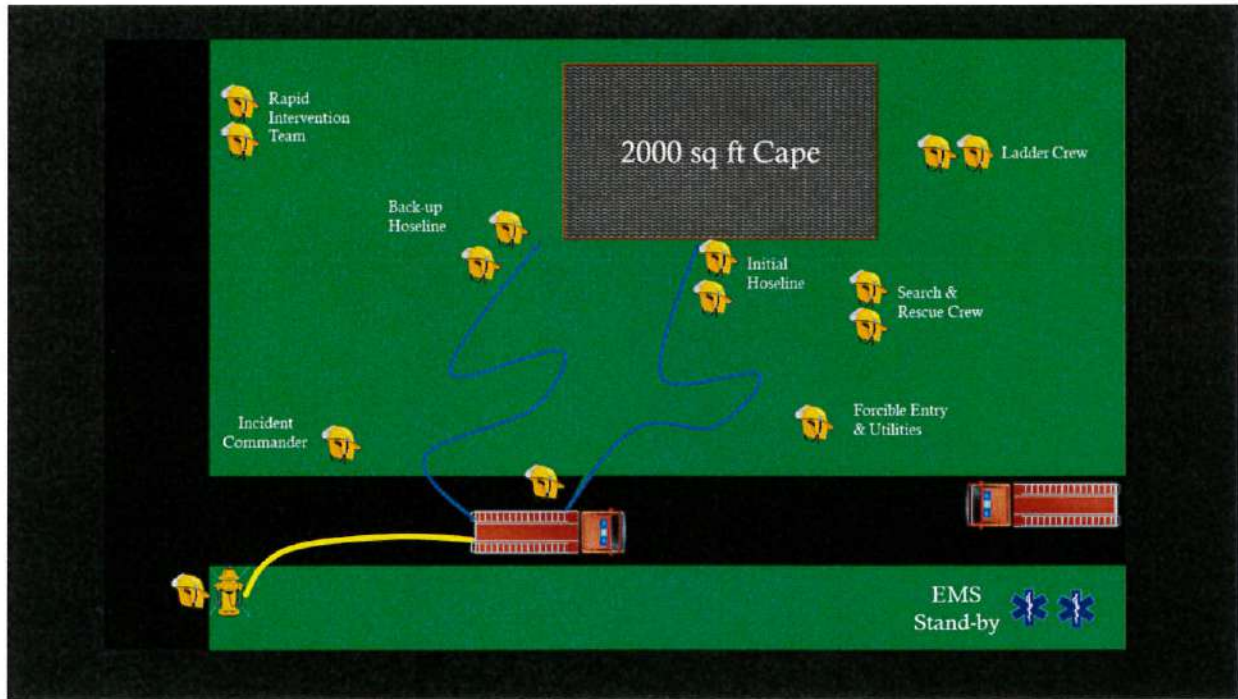 Rapid
Intervention
Team
2000 sq ft Cape
Ladder Crew
Back-up
Hoseline
Initial
Hoseline
Search &
Rescue Crew
Incident
Commander
Forcible Entry
& Utilities
EMS
Stand-by